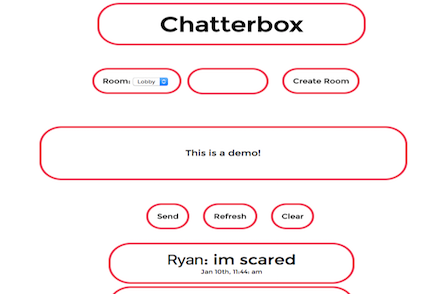 Chatterbox
Room: Lobby
Create Room
This is a demo!
Send Refresh Clear
Ryan: im scared
Jan 10th, 11:44: am